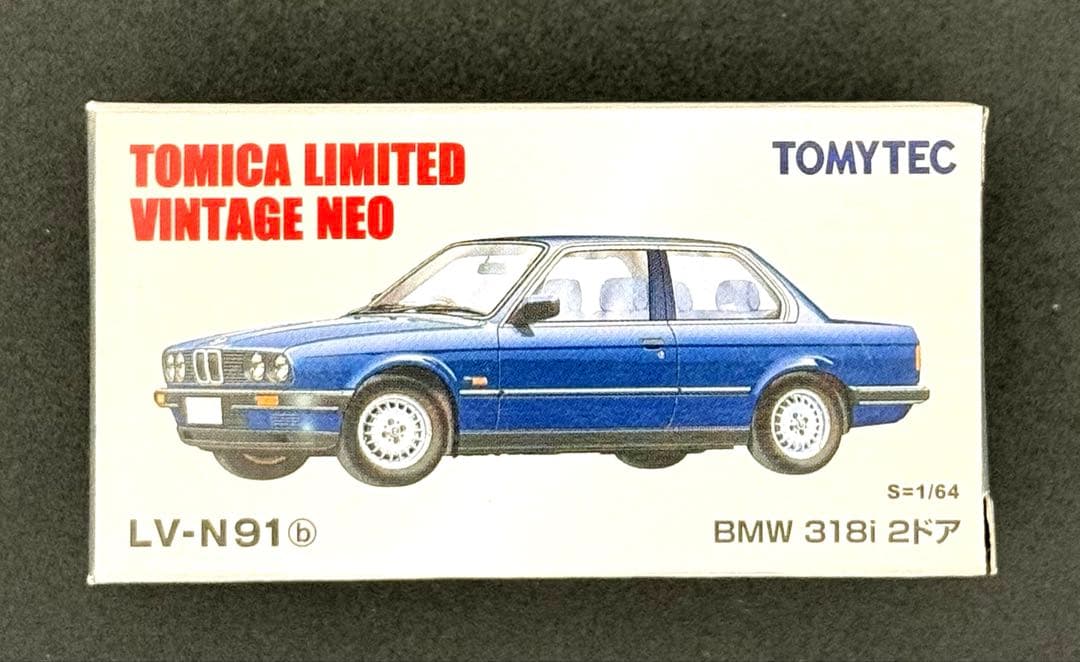 TOMICA LIMITED
VINTAGE NEO
TOMYTEC
S=1/64
LV-N91ⓑ
BMW 318i 2ドア